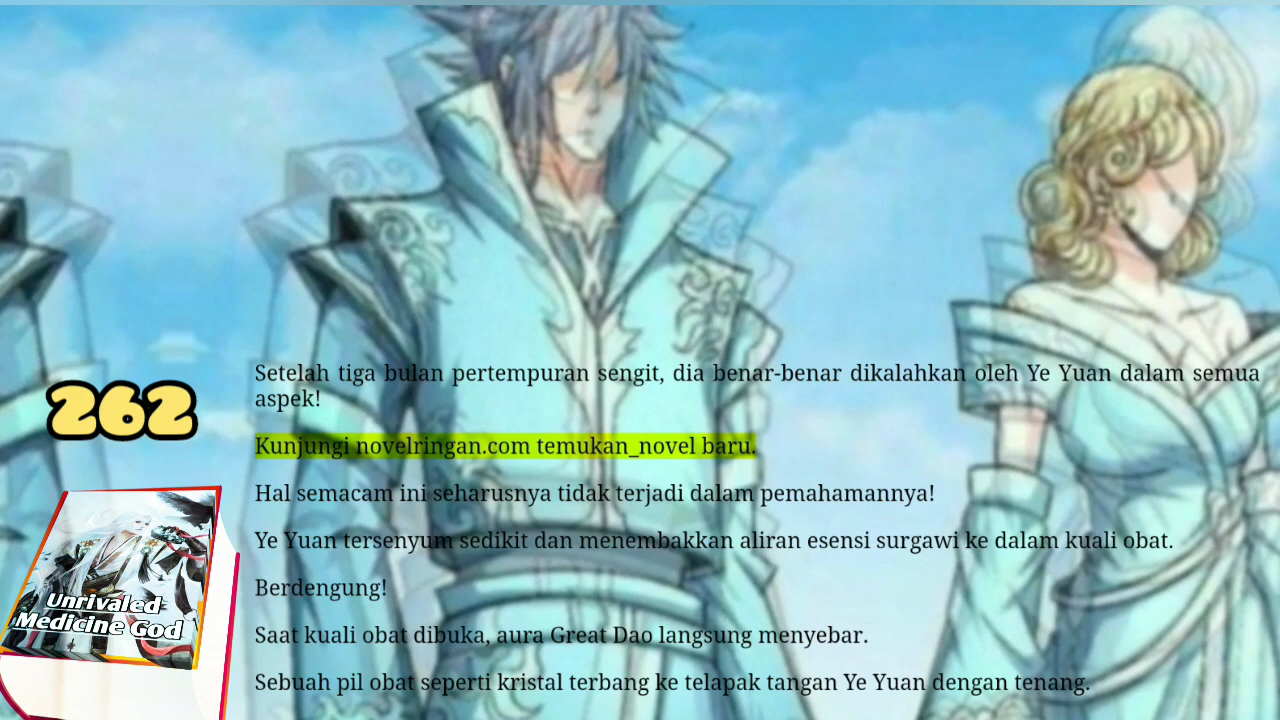 Setelah tiga bulan pertempuran sengit, dia benar-benar dikalahkan oleh Ye Yuan dalam semua
aspek!
262
Kunjungi novelringan.com temukan_novel baru.
Hal semacam ini seharusnya tidak terjadi dalam pemahamannya!
Ye Yuan tersenyum sedikit dan menembakkan aliran esensi surgawi ke dalam kuali obat.
Berdengung!
Unrivaled
Medicine God
Saat kuali obat dibuka, aura Great Dao langsung menyebar.
Sebuah pil obat seperti kristal terbang ke telapak tangan Ye Yuan dengan tenang.